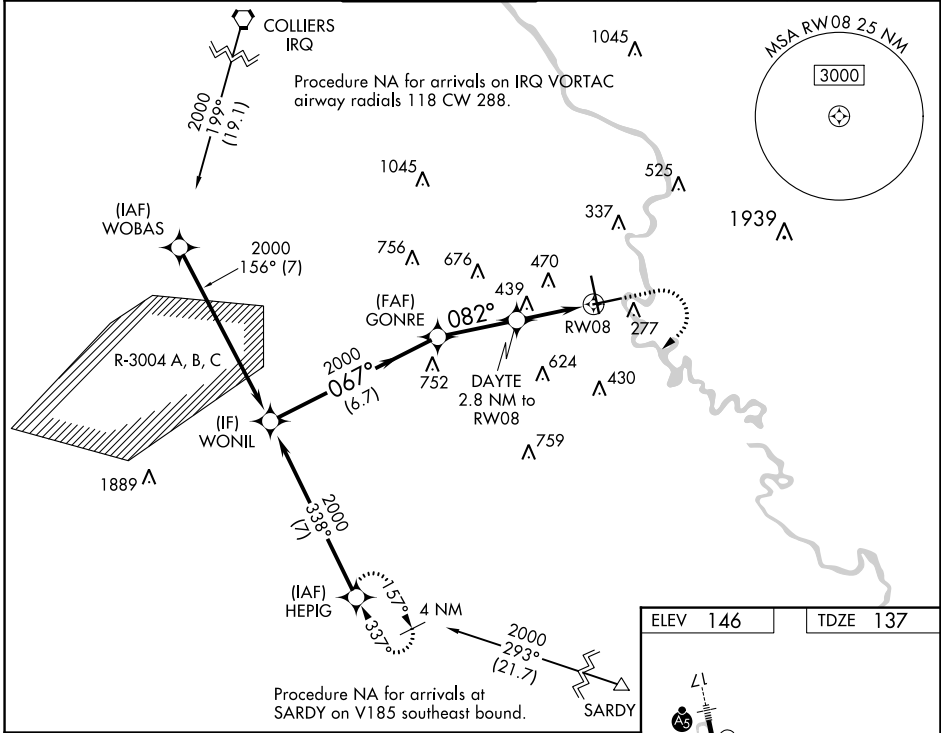 COLLIERS
IRQ
Procedure NA for arrivals on IRQ VORTAC
airway radials 118 CW 288.
1045
MSA RW08 25 NM
3000
2000
199°
(19.1)
1045
525
337
1939
(IAF)
WOBAS
2000
156° (7)
756
676
470
439
(FAF)
GONRE
082°
RW08
277
R-3004 A, B, C
2000
067°
(6.7)
752
DAYTE
2.8 NM to
RW08
624
430
(IF)
WONIL
759
1889
2000
338°
(7)
(IAF)
HEPIG
157°
337°
4 NM
2000
293°
(21.7)
SARDY
Procedure NA for arrivals at
SARDY on V185 southeast bound.
ELEV 146
TDZE 137
17
A5